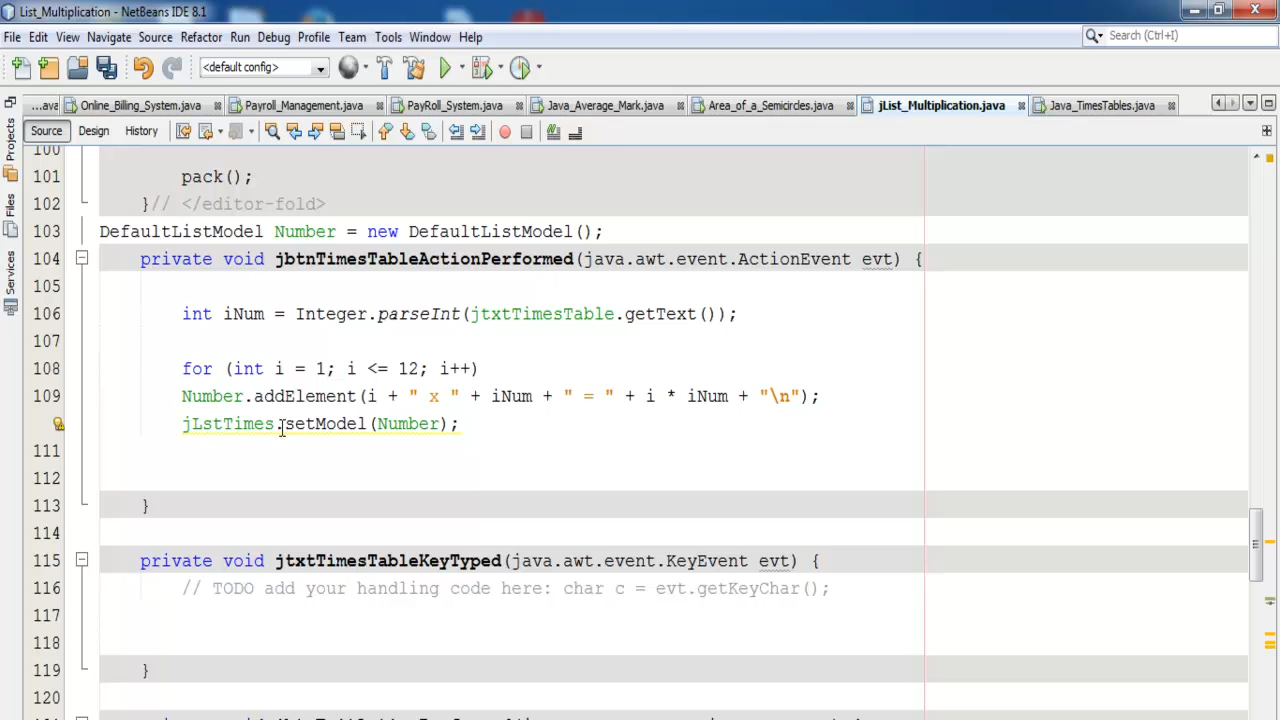 List_Multiplication - NetBeans IDE 8.1
File Edit View Navigate Source Refactor Run Debug Profile Team Tools Window Help
Search (Ctrl+I)
<default config>
...ava Online_Billing_System.java Payroll_Management.java PayRoll_System.java Java_Average_Mark.java Area_of_a_Semicircles.java jList_Multiplication.java Java_TimesTables.java
Source Design History
Projects
Files
Services
100
101 pack();
102 }// </editor-fold>
103 DefaultListModel Number = new DefaultListModel();
104 private void jbtnTimesTableActionPerformed(java.awt.event.ActionEvent evt) {
105
106 int iNum = Integer.parseInt(jtxtTimesTable.getText());
107
108 for (int i = 1; i <= 12; i++)
109 Number.addElement(i + " x " + iNum + " = " + i * iNum + "\n");
jLstTimes.setModel(Number);
111
112
113 }
114
115 private void jtxtTimesTableKeyTyped(java.awt.event.KeyEvent evt) {
116 // TODO add your handling code here: char c = evt.getKeyChar();
117
118
119 }
120